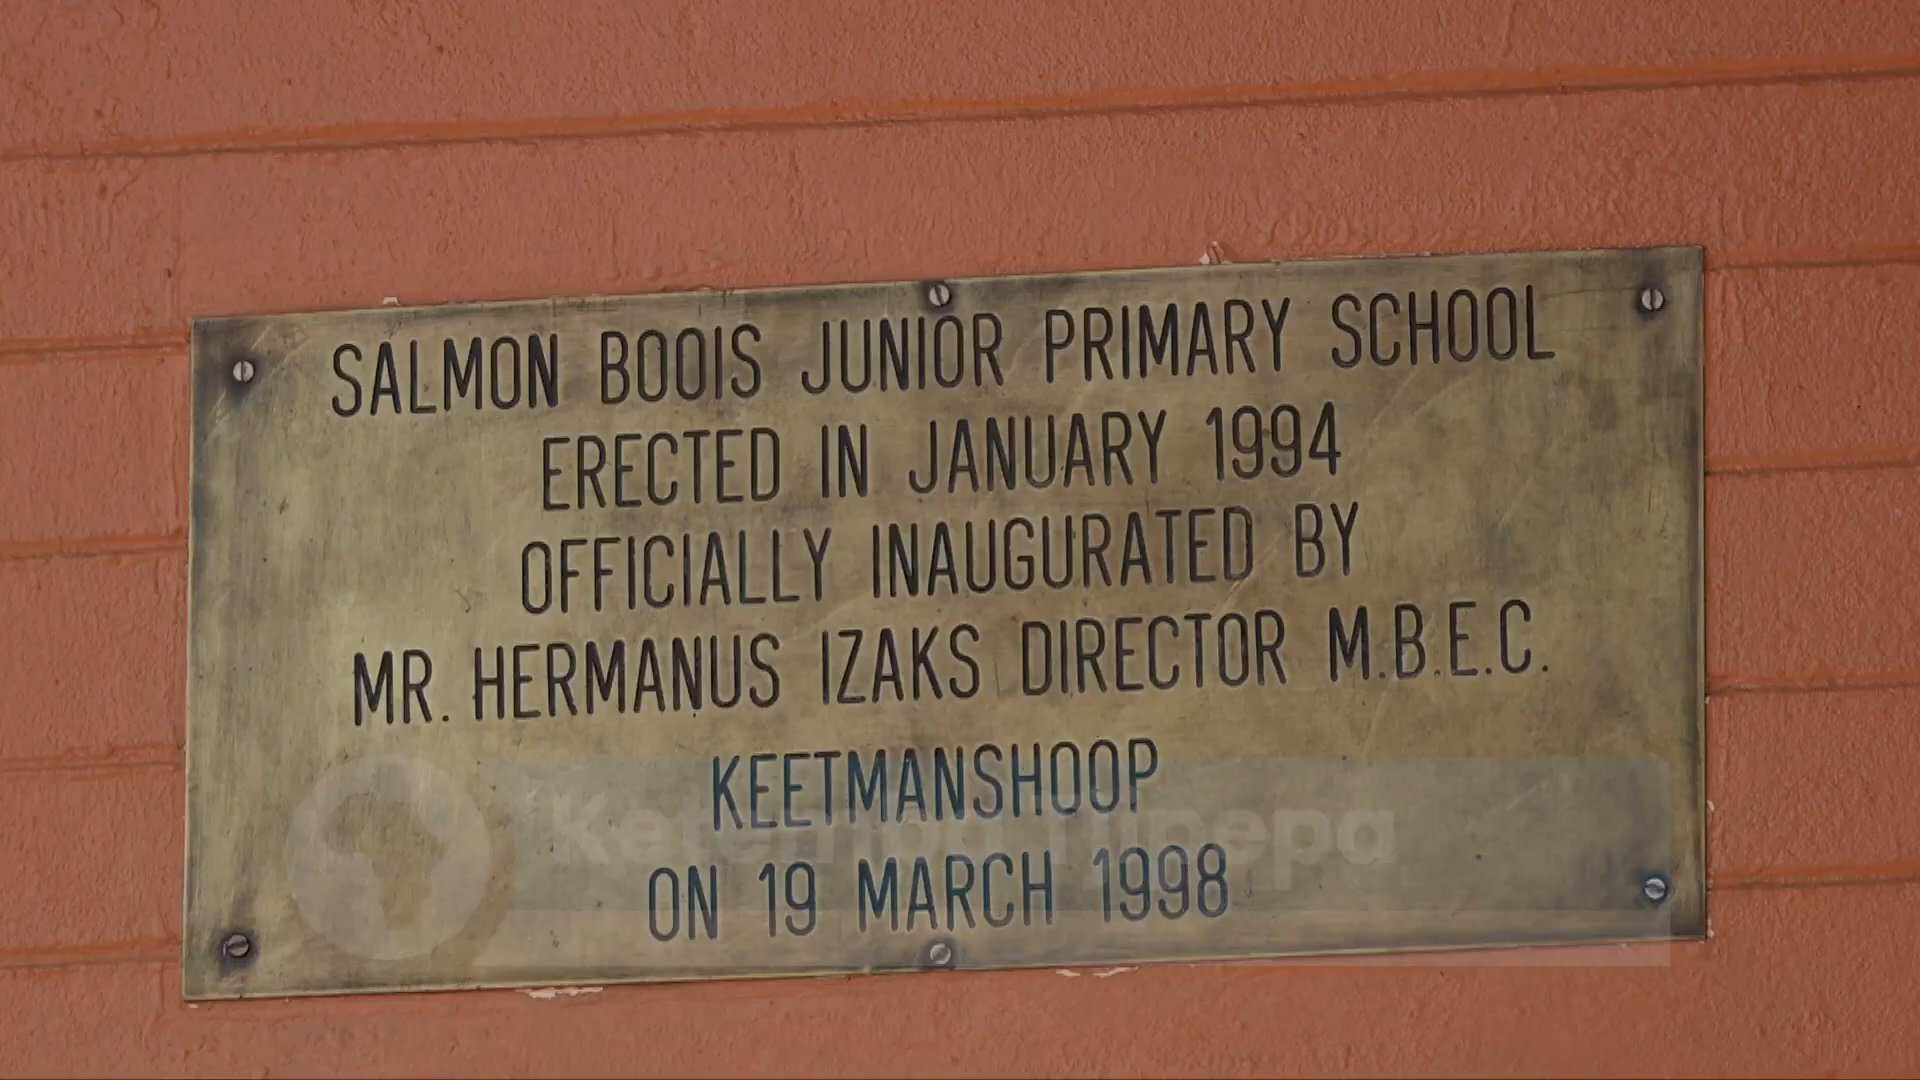 SALMON BOOIS JUNIOR PRIMARY SCHOOL
ERECTED IN JANUARY 1994
OFFICIALLY INAUGURATED BY
MR. HERMANUS IZAKS DIRECTOR M.B.E.C.
KEETMANSHOOP
ON 19 MARCH 1998